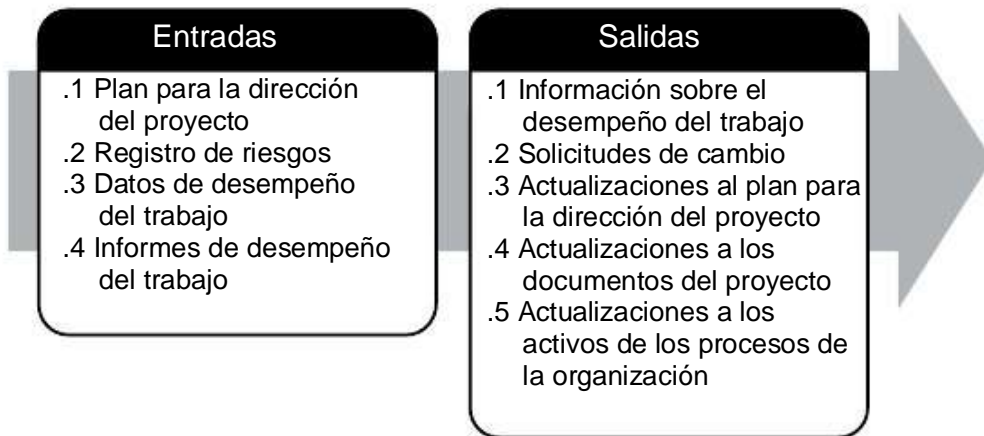 Entradas
.1 Plan para la dirección
del proyecto
.2 Registro de riesgos
.3 Datos de desempeño
del trabajo
.4 Informes de desempeño
del trabajo
Salidas
.1 Información sobre el
desempeño del trabajo
.2 Solicitudes de cambio
.3 Actualizaciones al plan para
la dirección del proyecto
.4 Actualizaciones a los
documentos del proyecto
.5 Actualizaciones a los
activos de los procesos de
la organización